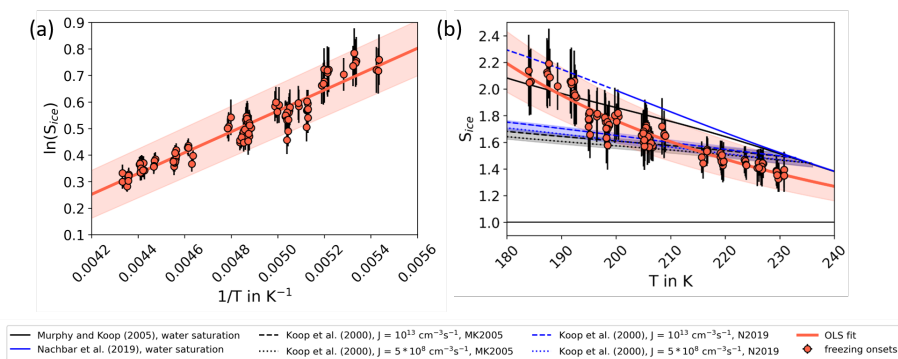 (a)
0.9
0.8
0.7
0.6
0.5
0.4
0.3
0.2
0.1
ln(S_ice)
0.0042
0.0044
0.0046
0.0048
0.0050
0.0052
0.0054
0.0056
1/T in K⁻¹
(b)
2.4
2.2
2.0
1.8
1.6
1.4
1.2
1.0
S_ice
180
190
200
210
220
230
240
T in K
Murphy and Koop (2005), water saturation
Nachbar et al. (2019), water saturation
Koop et al. (2000), J = 10¹³ cm⁻³s⁻¹, MK2005
Koop et al. (2000), J = 5 * 10⁸ cm⁻³s⁻¹, MK2005
Koop et al. (2000), J = 10¹³ cm⁻³s⁻¹, N2019
Koop et al. (2000), J = 5 * 10⁸ cm⁻³s⁻¹, N2019
OLS fit
freezing onsets